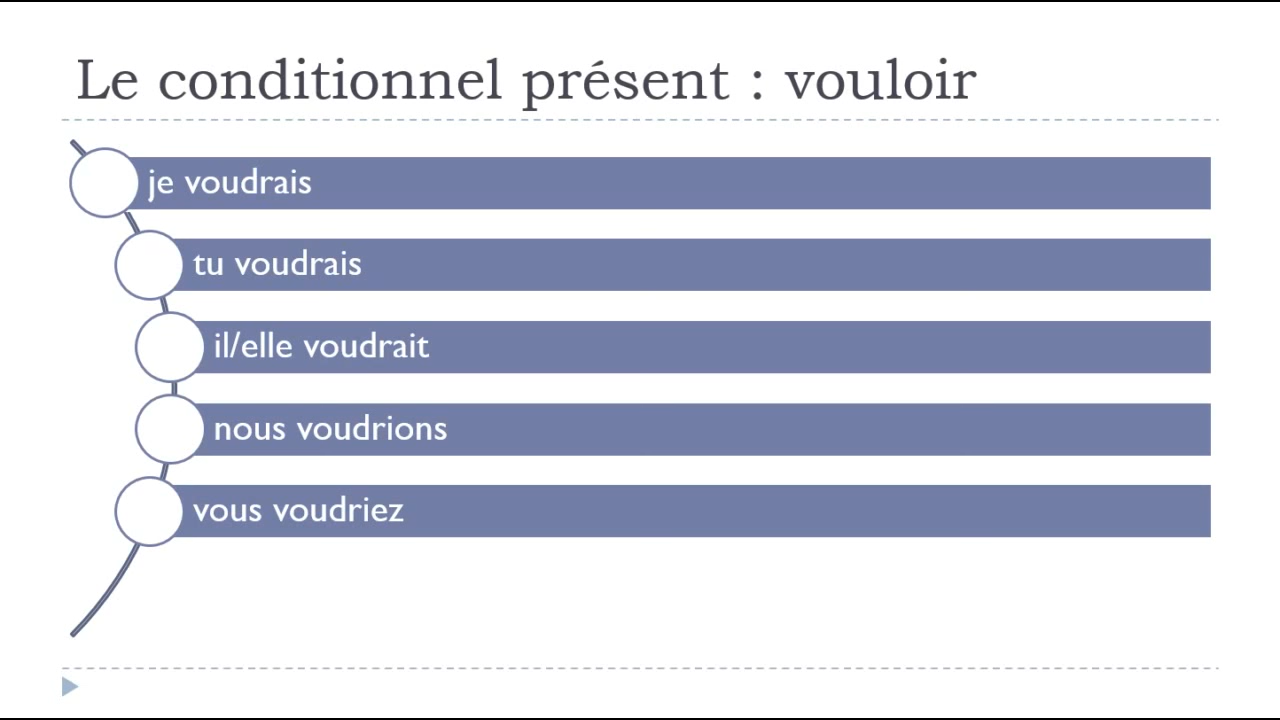 Le conditionnel présent : vouloir
je voudrais
tu voudrais
il/elle voudrait
nous voudrions
vous voudriez